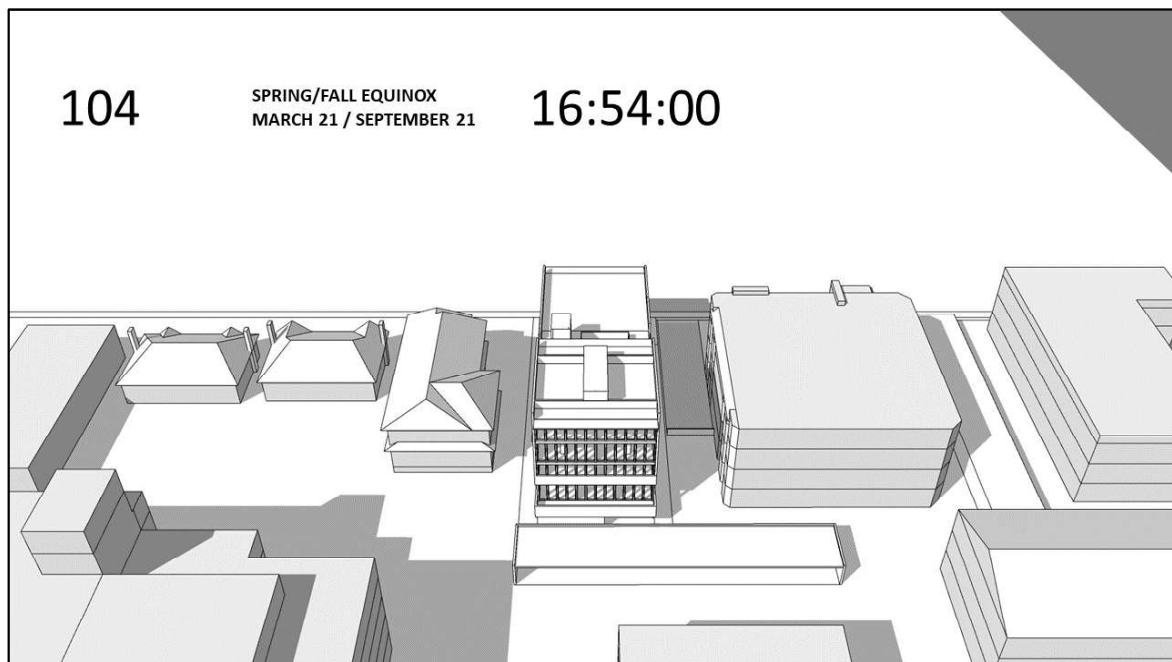 104
SPRING/FALL EQUINOX
MARCH 21 / SEPTEMBER 21
16:54:00